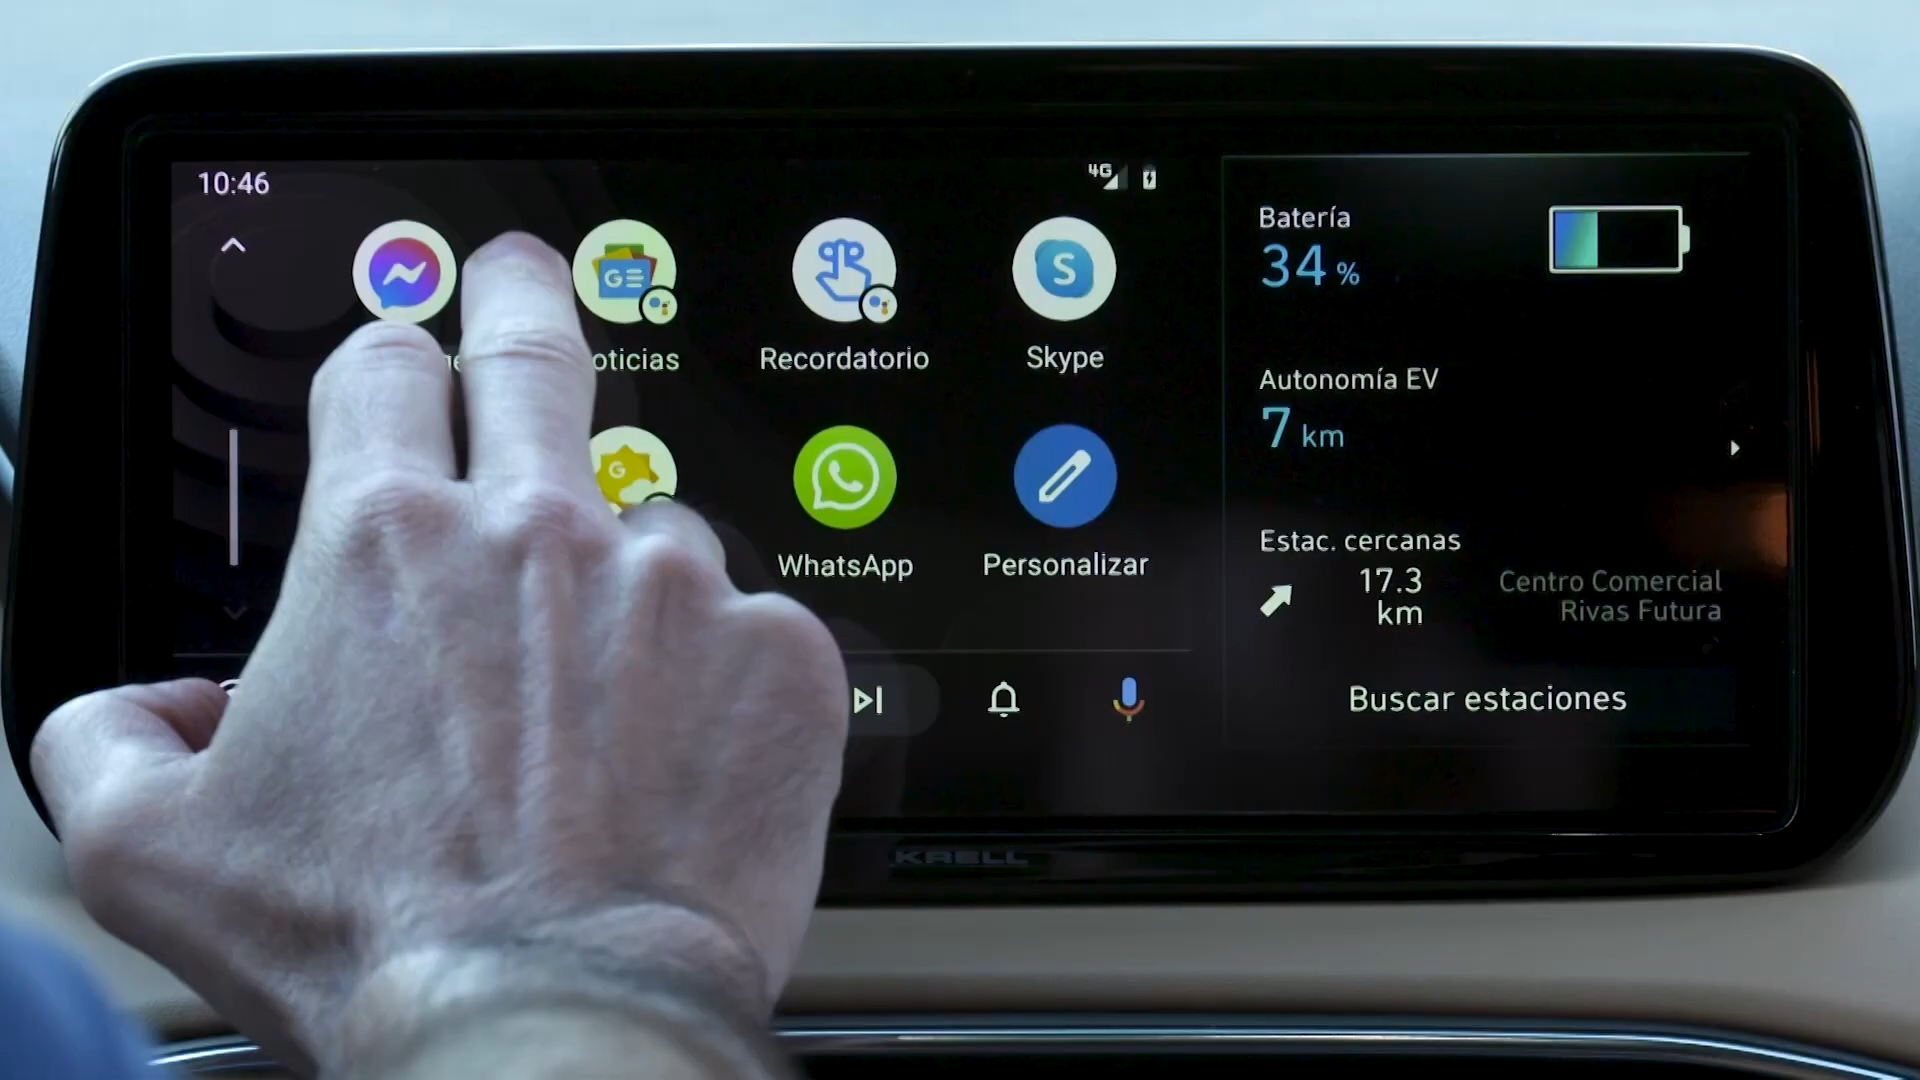 10:46
4G
oticias
Recordatorio
Skype
WhatsApp
Personalizar
Batería
34 %
Autonomía EV
7 km
Estac. cercanas
17.3
km
Centro Comercial
Rivas Futura
Buscar estaciones
KRELL